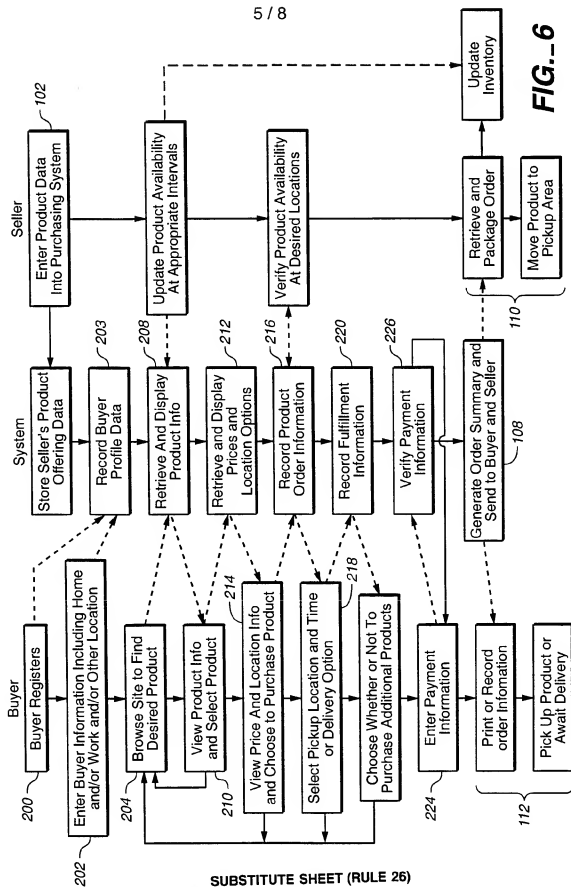 5 / 8
Buyer
System
Seller
200
Buyer Registers
202
Enter Buyer Information Including Home
and/or Work and/or Other Location
204
Browse Site to Find
Desired Product
View Product Info
and Select Product
210
214
View Price And Location Info
and Choose to Purchase Product
Select Pickup Location and Time
or Delivery Option
218
Choose Whether or Not To
Purchase Additional Products
Enter Payment
Information
224
Print or Record
order Infomation
Pick Up Product or
Await Delivery
112
Store Seller's Product
Offering Data
203
Record Buyer
Profile Data
208
Retrieve And Display
Product Info
212
Retrieve and Display
Prices and
Location Options
216
Record Product
Order Information
220
Record Fulfillment
Information
226
Verify Payment
Information
Generate Order Summary and
Send to Buyer and Seller
108
102
Enter Product Data
Into Purchasing System
Update Product Availability
At Appropriate Intervals
Verify Product Availability
At Desired Locations
Retrieve and
Package Order
Move Product to
Pickup Area
110
Update
Inventory
FIG._6
SUBSTITUTE SHEET (RULE 26)